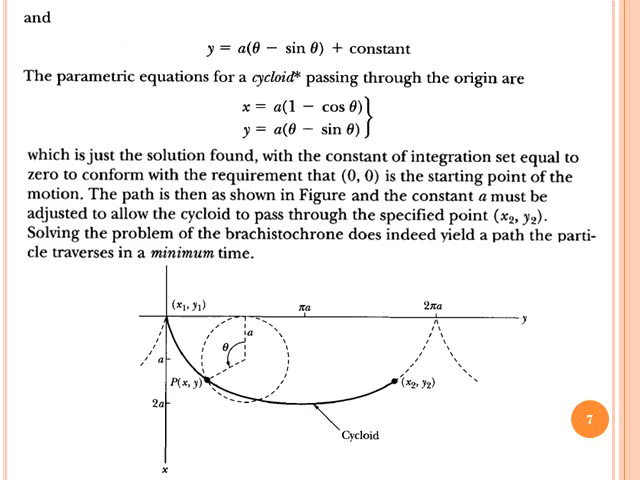 and
y = a(θ − sin θ) + constant
The parametric equations for a cycloid* passing through the origin are
x = a(1 − cos θ)
y = a(θ − sin θ)
which is just the solution found, with the constant of integration set equal to
zero to conform with the requirement that (0, 0) is the starting point of the
motion. The path is then as shown in Figure and the constant a must be
adjusted to allow the cycloid to pass through the specified point (x₂, y₂).
Solving the problem of the brachistochrone does indeed yield a path the parti-
cle traverses in a minimum time.
(x₁, y₁)
πa
2πa
y
a
θ
a
P(x, y)
(x₂, y₂)
2a
Cycloid
x
7